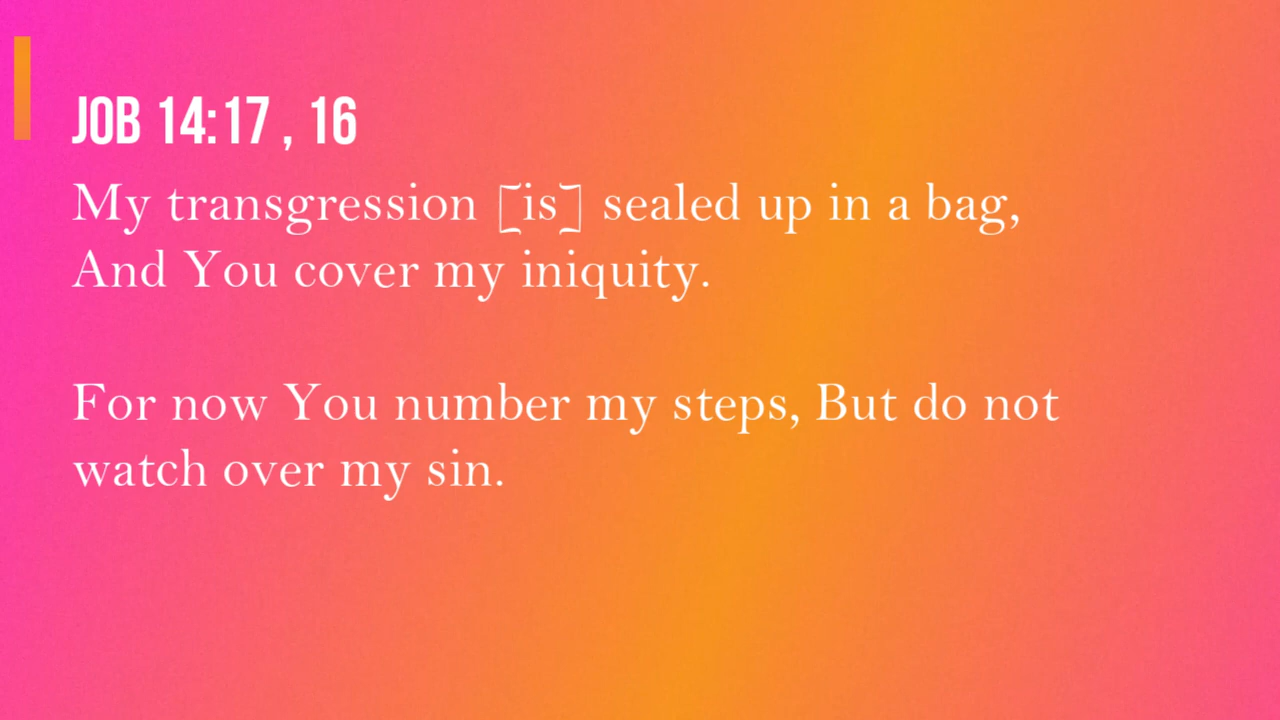 JOB 14:17 , 16
My transgression [is] sealed up in a bag,
And You cover my iniquity.
For now You number my steps, But do not
watch over my sin.